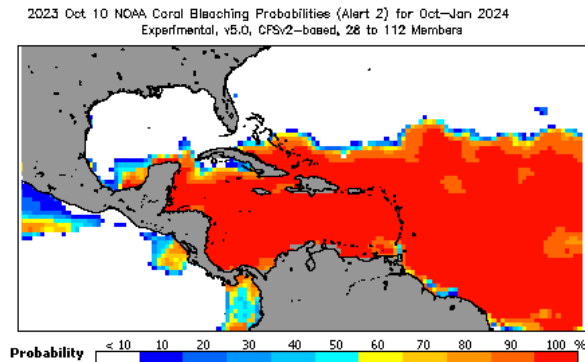 2023 Oct 10 NOAA Coral Bleaching Probabilities (Alert 2) for Oct-Jan 2024
Experimental, v5.0, CFSv2-based, 28 to 112 Members
Probability < 10 10 20 30 40 50 60 70 80 90 100 %